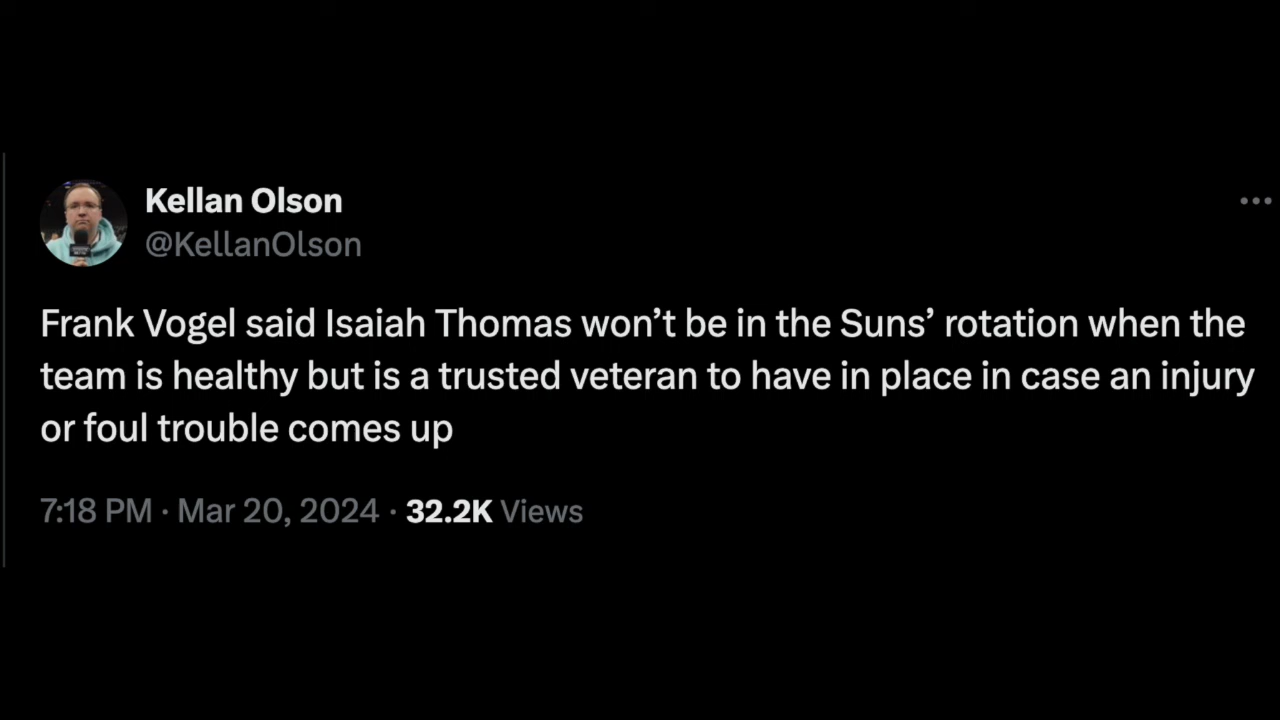 Kellan Olson
@KellanOlson
Frank Vogel said Isaiah Thomas won’t be in the Suns’ rotation when the
team is healthy but is a trusted veteran to have in place in case an injury
or foul trouble comes up
7:18 PM · Mar 20, 2024 · 32.2K Views